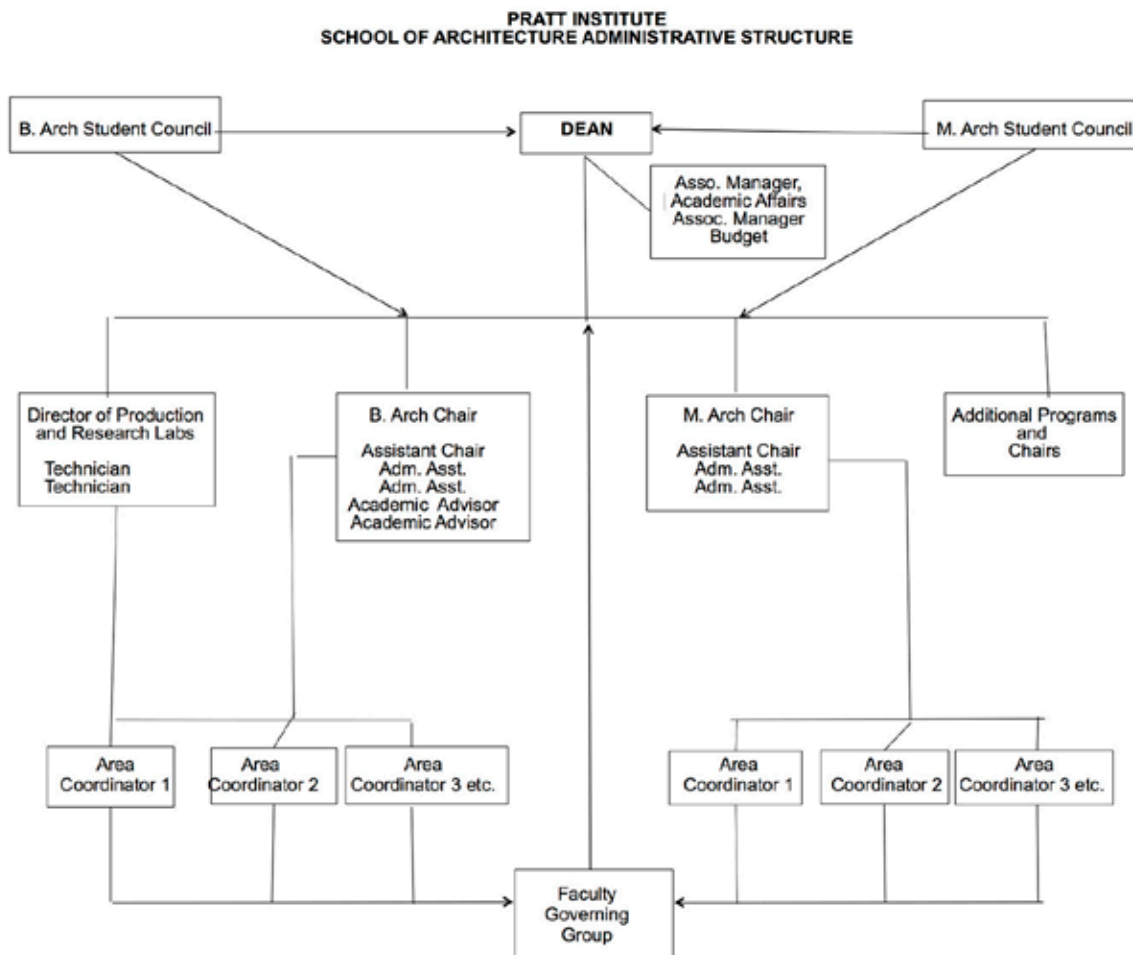 PRATT INSTITUTE
SCHOOL OF ARCHITECTURE ADMINISTRATIVE STRUCTURE
B. Arch Student Council
DEAN
M. Arch Student Council
Asso. Manager,
Academic Affairs
Assoc. Manager
Budget
Director of Production
and Research Labs
Technician
Technician
B. Arch Chair
Assistant Chair
Adm. Asst.
Adm. Asst.
Academic Advisor
Academic Advisor
M. Arch Chair
Assistant Chair
Adm. Asst.
Adm. Asst.
Additional Programs
and
Chairs
Area
Coordinator 1
Area
Coordinator 2
Area
Coordinator 3 etc.
Area
Coordinator 1
Area
Coordinator 2
Area
Coordinator 3 etc.
Faculty
Governing
Group